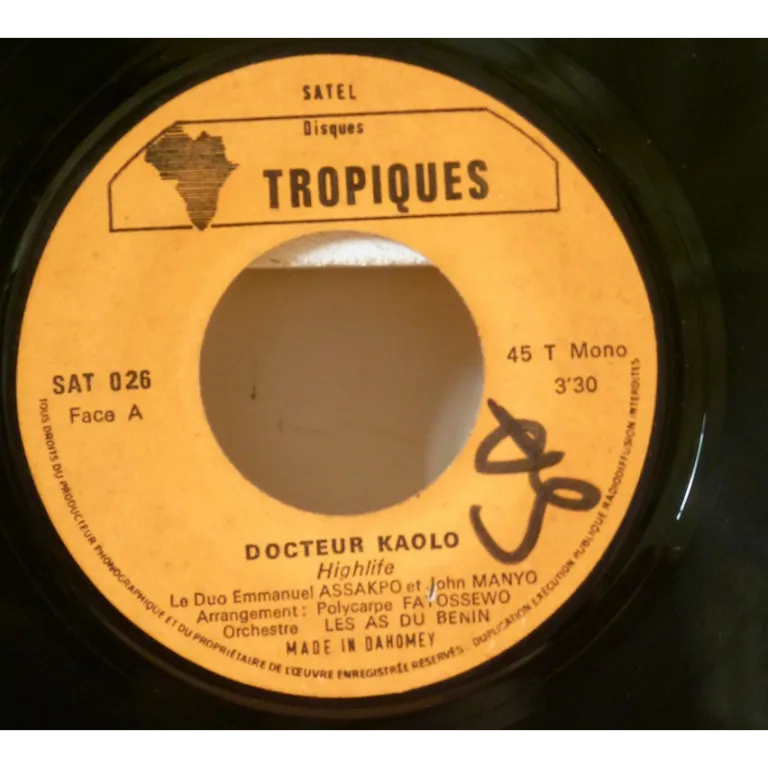 SATEL
Disques
TROPIQUES
SAT 026
Face A
45 T Mono
3'30
DOCTEUR KAOLO
Highlife
Le Duo Emmanuel ASSAKPO et John MANYO
Arrangement: Polycarpe FATOSSEWO
Orchestre LES AS DU BENIN
MADE IN DAHOMEY
TOUS DROITS DU PRODUCTEUR PHONOGRAPHIQUE ET DU PROPRIÉTAIRE DE L'ŒUVRE ENREGISTRÉE RESERVÉS. DUPLICATION EXÉCUTION PUBLIQUE RADIODIFFUSION INTERDITES